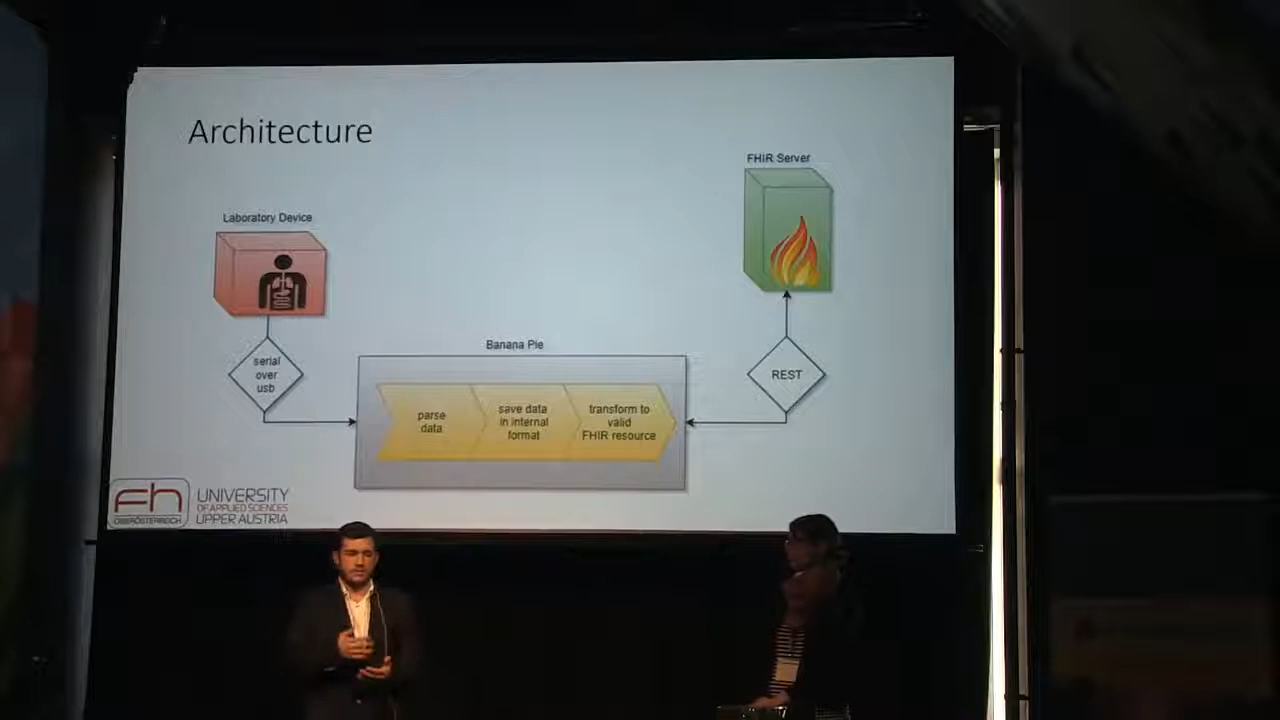 Architecture
FHIR Server
Laboratory Device
serial
over
usb
Banana Pie
REST
parse
data
save data
in internal
format
transform to
valid
FHIR resource
fh
OBERÖSTERREICH
UNIVERSITY
OF APPLIED SCIENCES
UPPER AUSTRIA